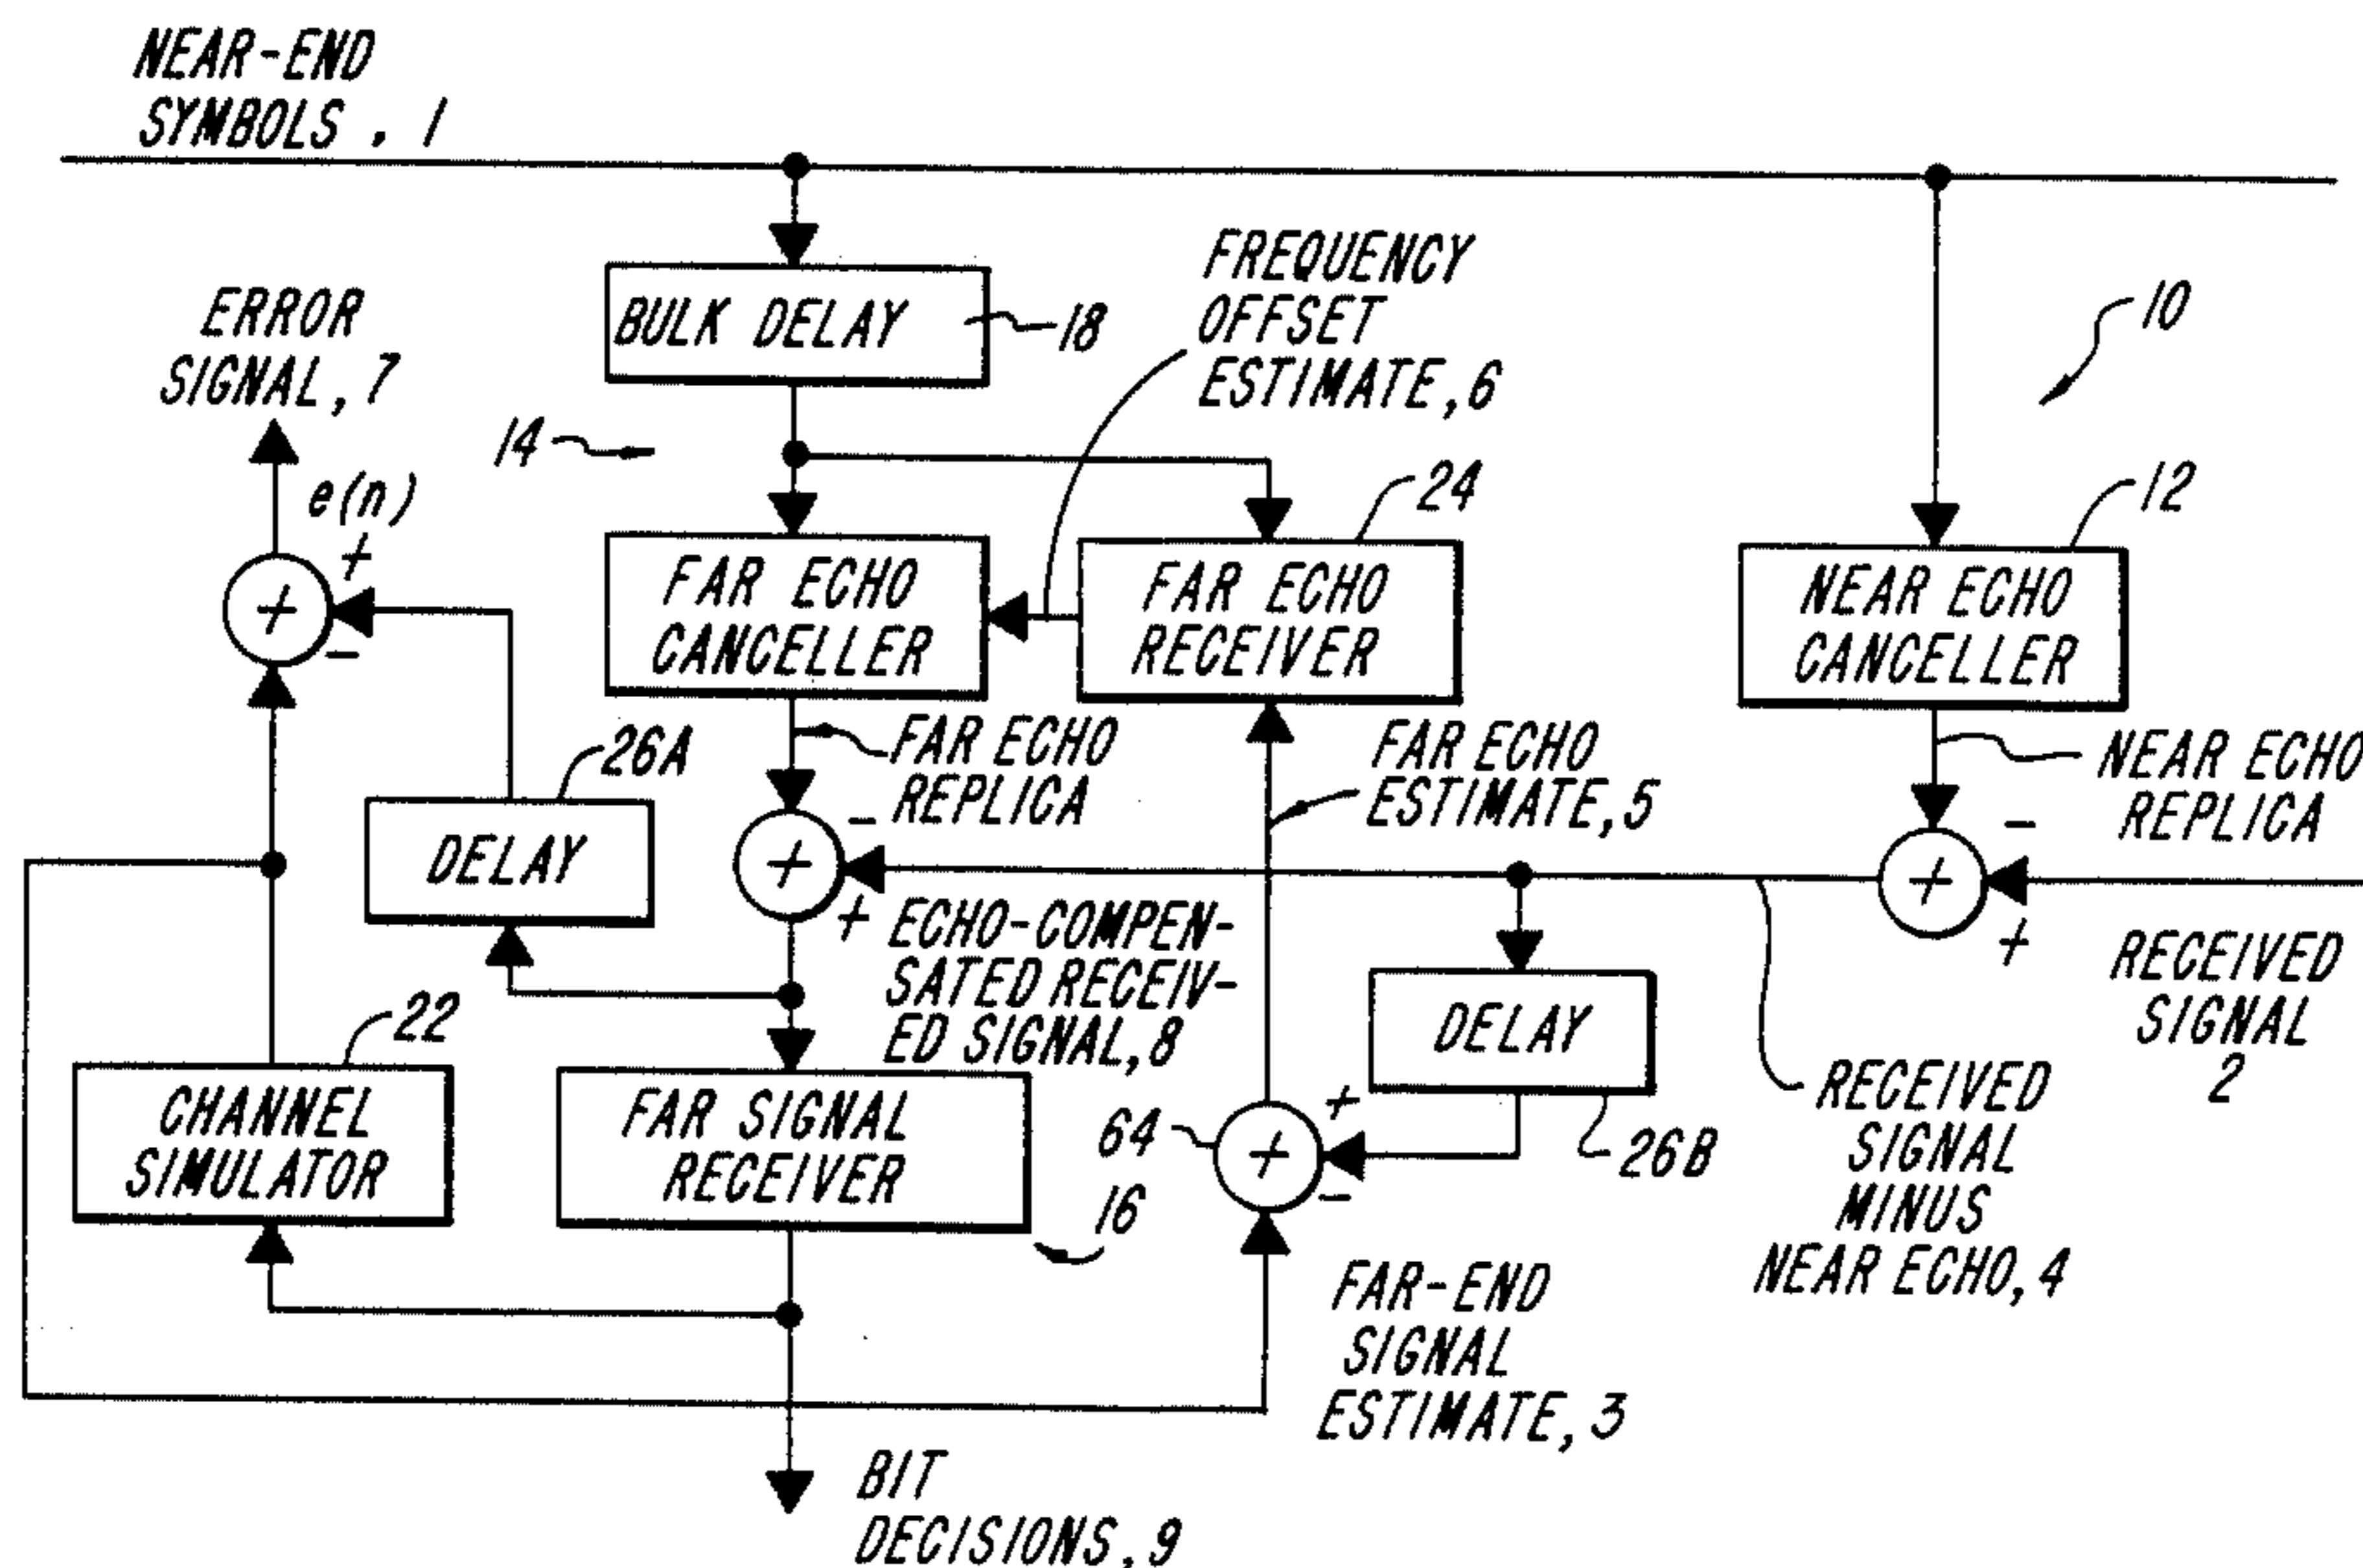 NEAR-END
SYMBOLS, 1
BULK DELAY
18
FREQUENCY
OFFSET
ESTIMATE, 6
10
ERROR
SIGNAL, 7
14
e(n)
+
+
-
FAR ECHO
CANCELLER
24
FAR ECHO
RECEIVER
12
NEAR ECHO
CANCELLER
26A
DELAY
FAR ECHO
REPLICA
-
+
+
FAR ECHO
ESTIMATE, 5
NEAR ECHO
REPLICA
-
+
+
ECHO-COMPEN-
SATED RECEIV-
ED SIGNAL, 8
DELAY
26B
RECEIVED
SIGNAL
2
22
CHANNEL
SIMULATOR
FAR SIGNAL
RECEIVER
16
64
+
+
-
RECEIVED
SIGNAL
MINUS
NEAR ECHO, 4
FAR-END
SIGNAL
ESTIMATE, 3
BIT
DECISIONS, 9